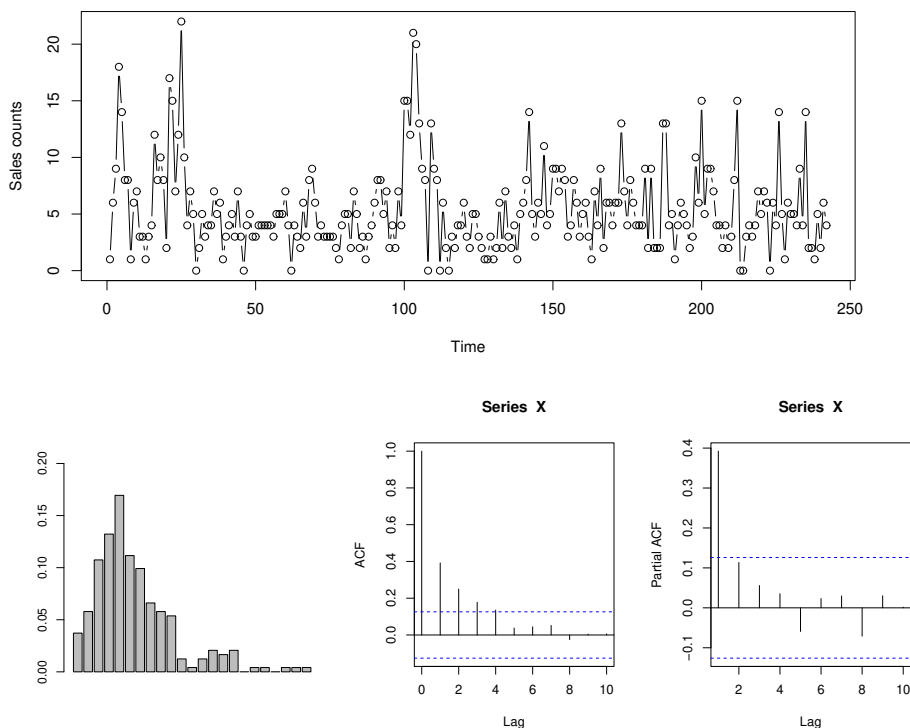 Sales counts
0 5 10 15 20
0 50 100 150 200 250
Time
Series X
Series X
0.00 0.05 0.10 0.15 0.20
ACF
0.0 0.2 0.4 0.6 0.8 1.0
0 2 4 6 8 10
Lag
Partial ACF
−0.1 0.0 0.1 0.2 0.3 0.4
2 4 6 8 10
Lag